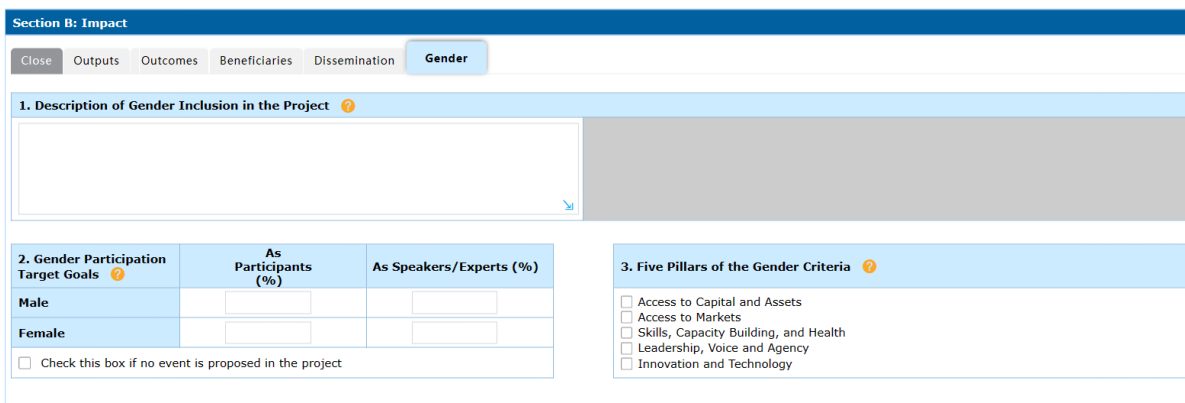 Section B: Impact
Close Outputs Outcomes Beneficiaries Dissemination Gender
1. Description of Gender Inclusion in the Project ?
2. Gender Participation
Target Goals ?
As
Participants
(%)
As Speakers/Experts (%)
Male
Female
Check this box if no event is proposed in the project
3. Five Pillars of the Gender Criteria ?
Access to Capital and Assets
Access to Markets
Skills, Capacity Building, and Health
Leadership, Voice and Agency
Innovation and Technology